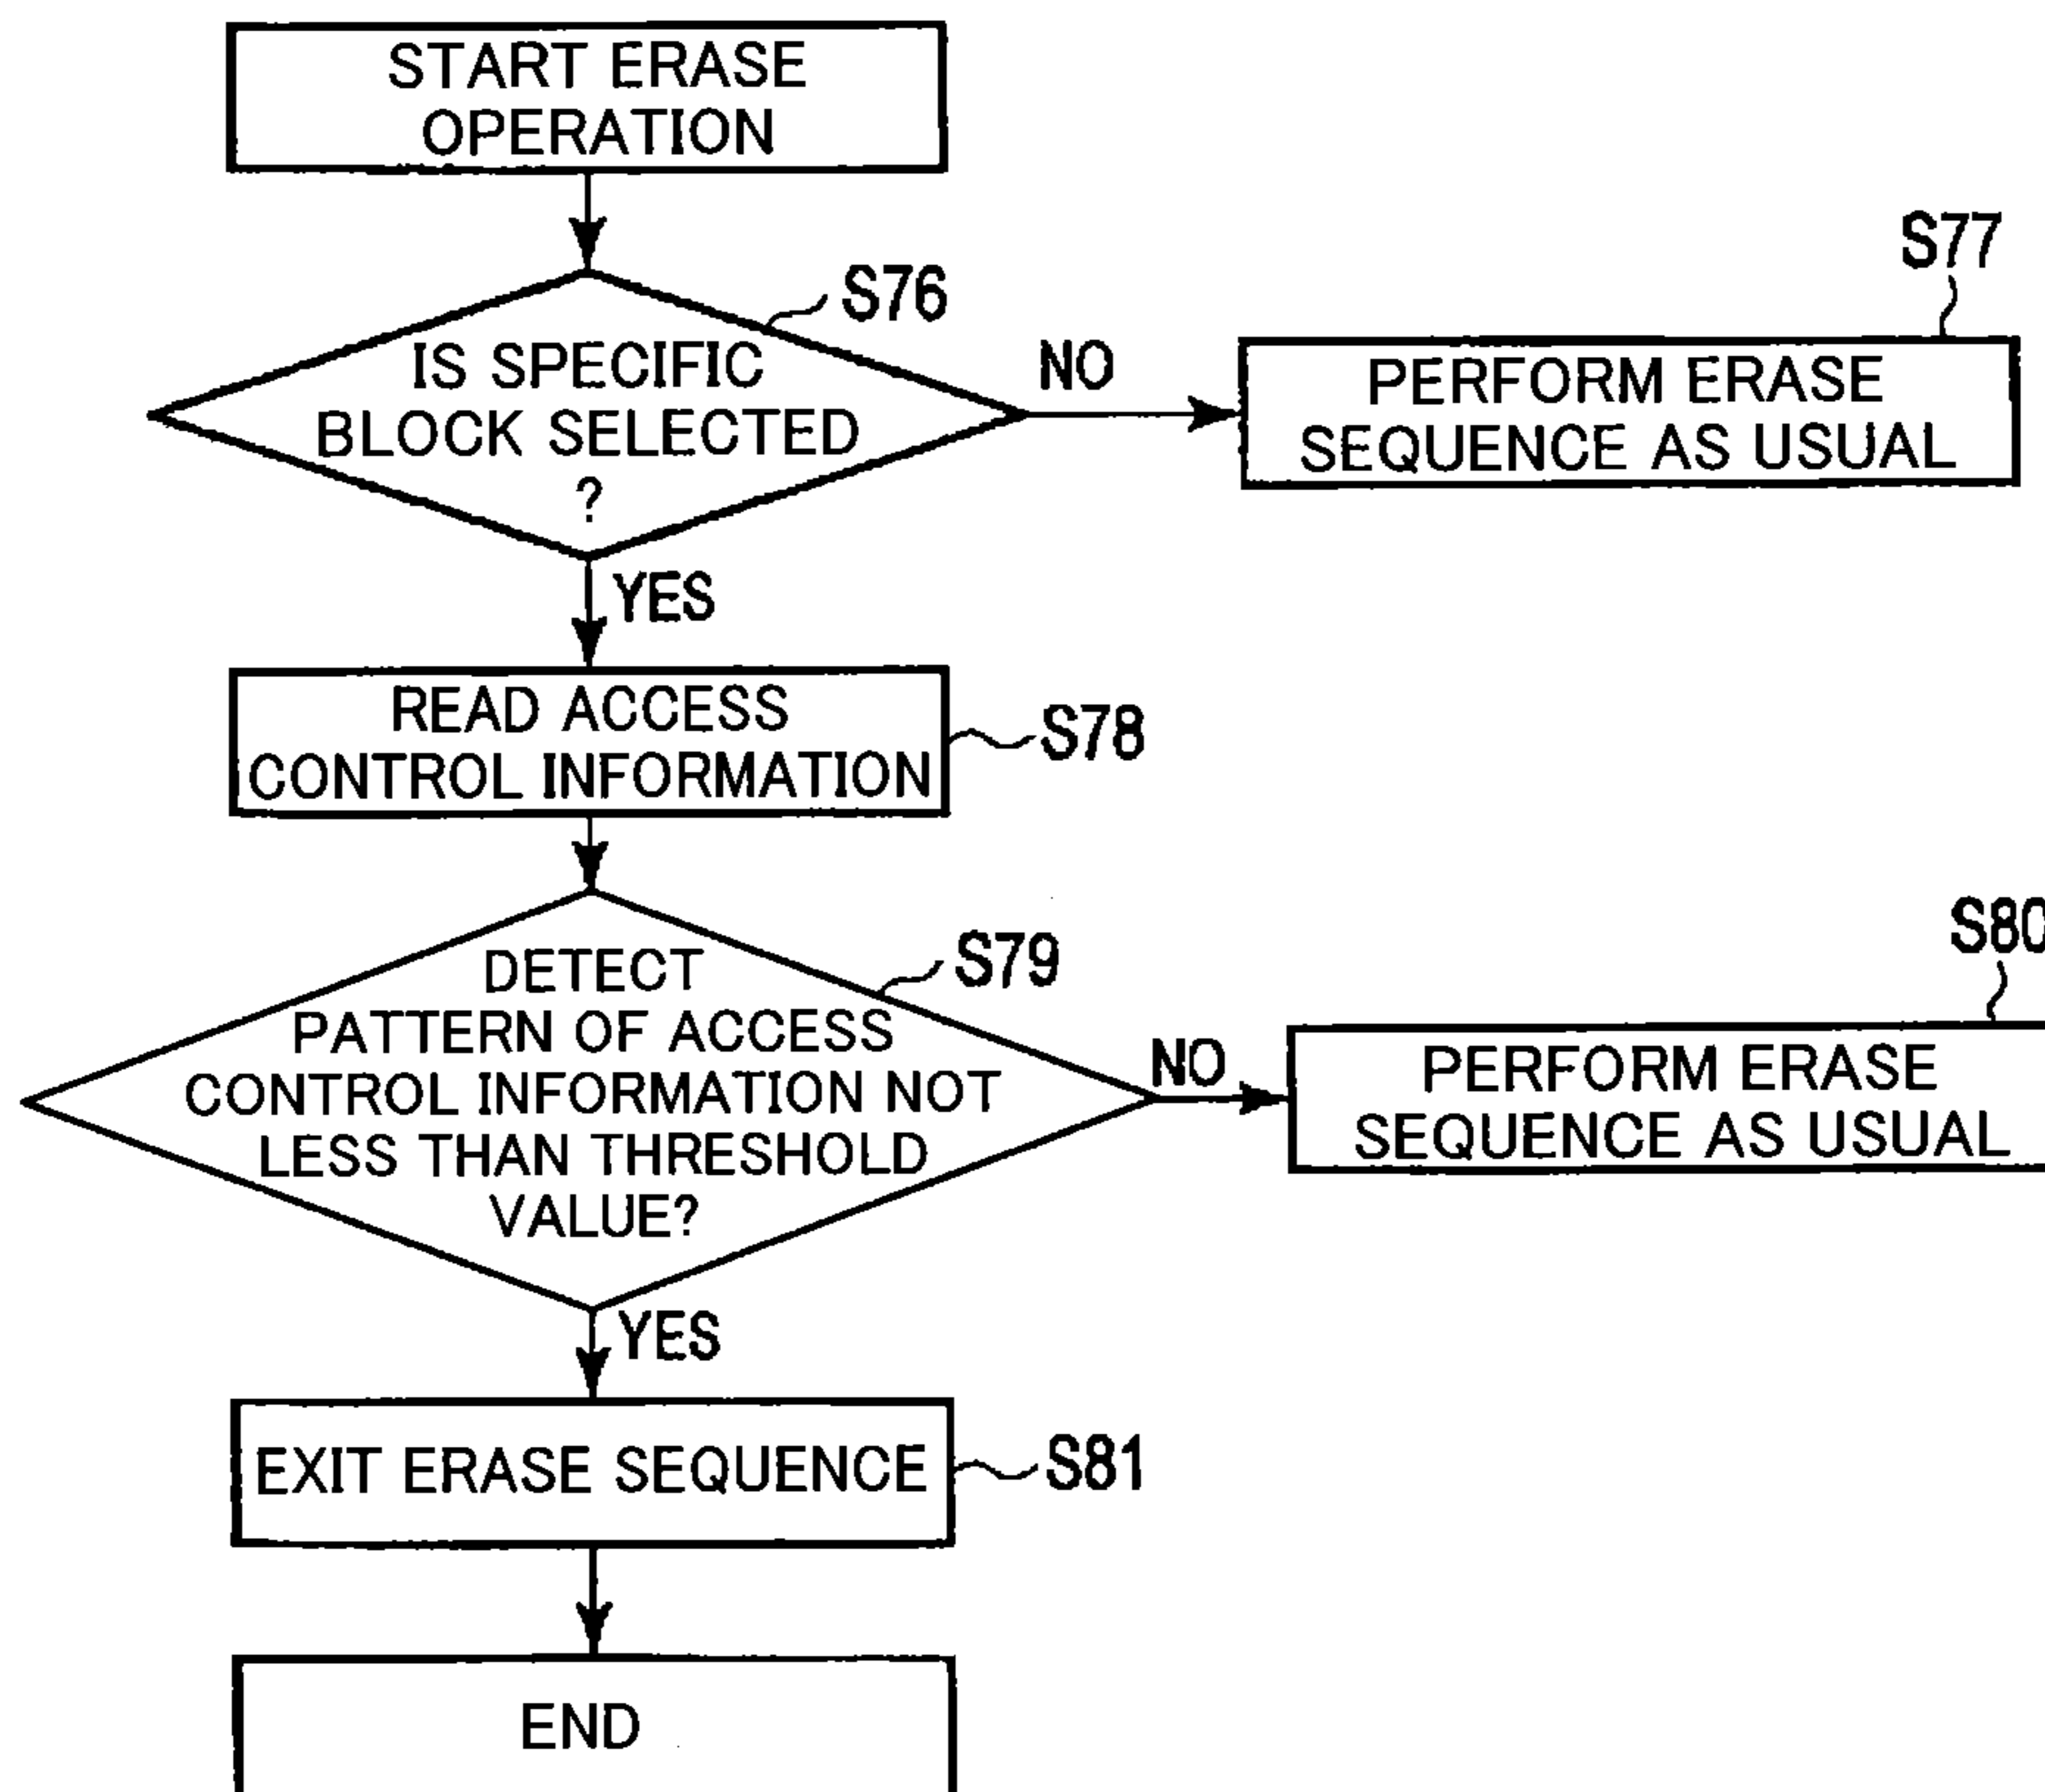 START ERASE
OPERATION
S76
IS SPECIFIC
BLOCK SELECTED
?
NO
S77
PERFORM ERASE
SEQUENCE AS USUAL
YES
READ ACCESS
CONTROL INFORMATION
S78
S79
DETECT
PATTERN OF ACCESS
CONTROL INFORMATION NOT
LESS THAN THRESHOLD
VALUE?
NO
S80
PERFORM ERASE
SEQUENCE AS USUAL
YES
EXIT ERASE SEQUENCE
S81
END